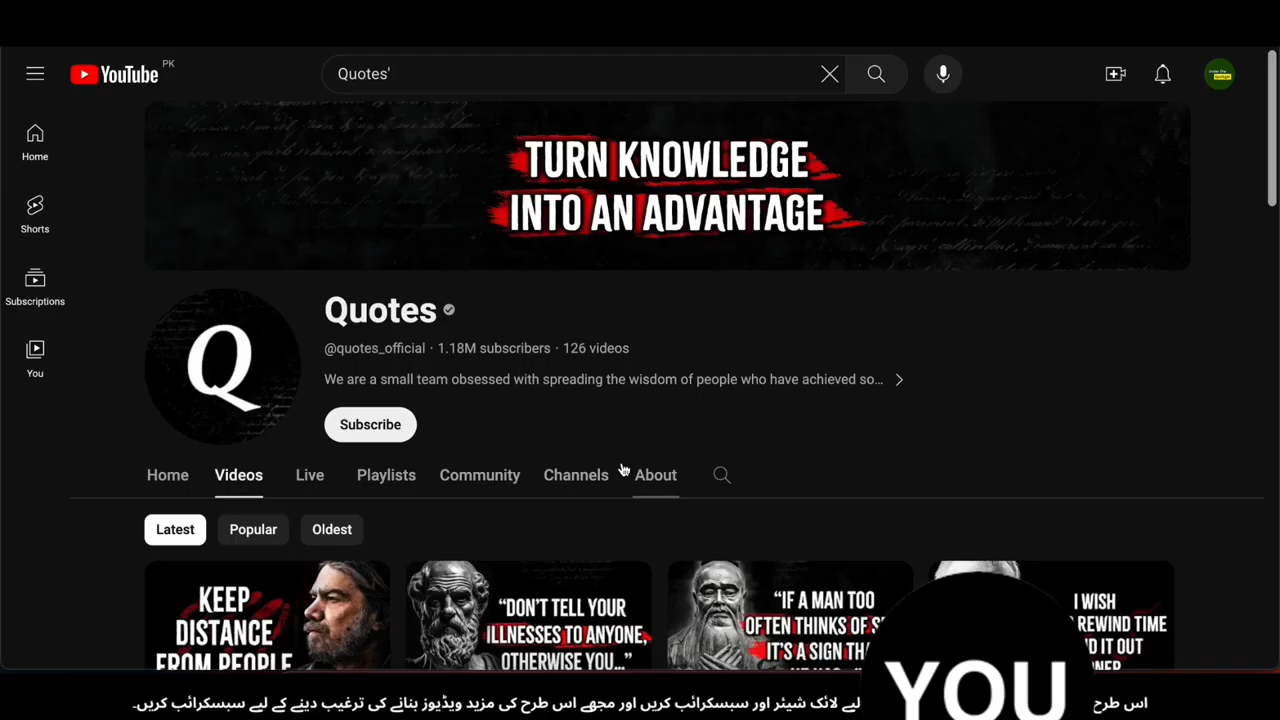 YouTube PK
Quotes'
Home
Shorts
Subscriptions
You
TURN KNOWLEDGE
INTO AN ADVANTAGE
Q
Quotes
@quotes_official · 1.18M subscribers · 126 videos
We are a small team obsessed with spreading the wisdom of people who have achieved so...
Subscribe
Home Videos Live Playlists Community Channels About
Latest Popular Oldest
KEEP
DISTANCE
FROM PEOPLE
"DON'T TELL YOUR
ILLNESSES TO ANYONE,
OTHERWISE YOU..."
"IF A MAN TOO
OFTEN THINKS OF
IT'S A SIGN
I WISH
REWIND TIME
IT OUT
YOU
اس طرح
لیے لائک شیئر اور سبسکرائب کریں اور مجھے اس طرح کی مزید ویڈیوز بنانے کی ترغیب دینے کے لیے سبسکرائب کریں۔